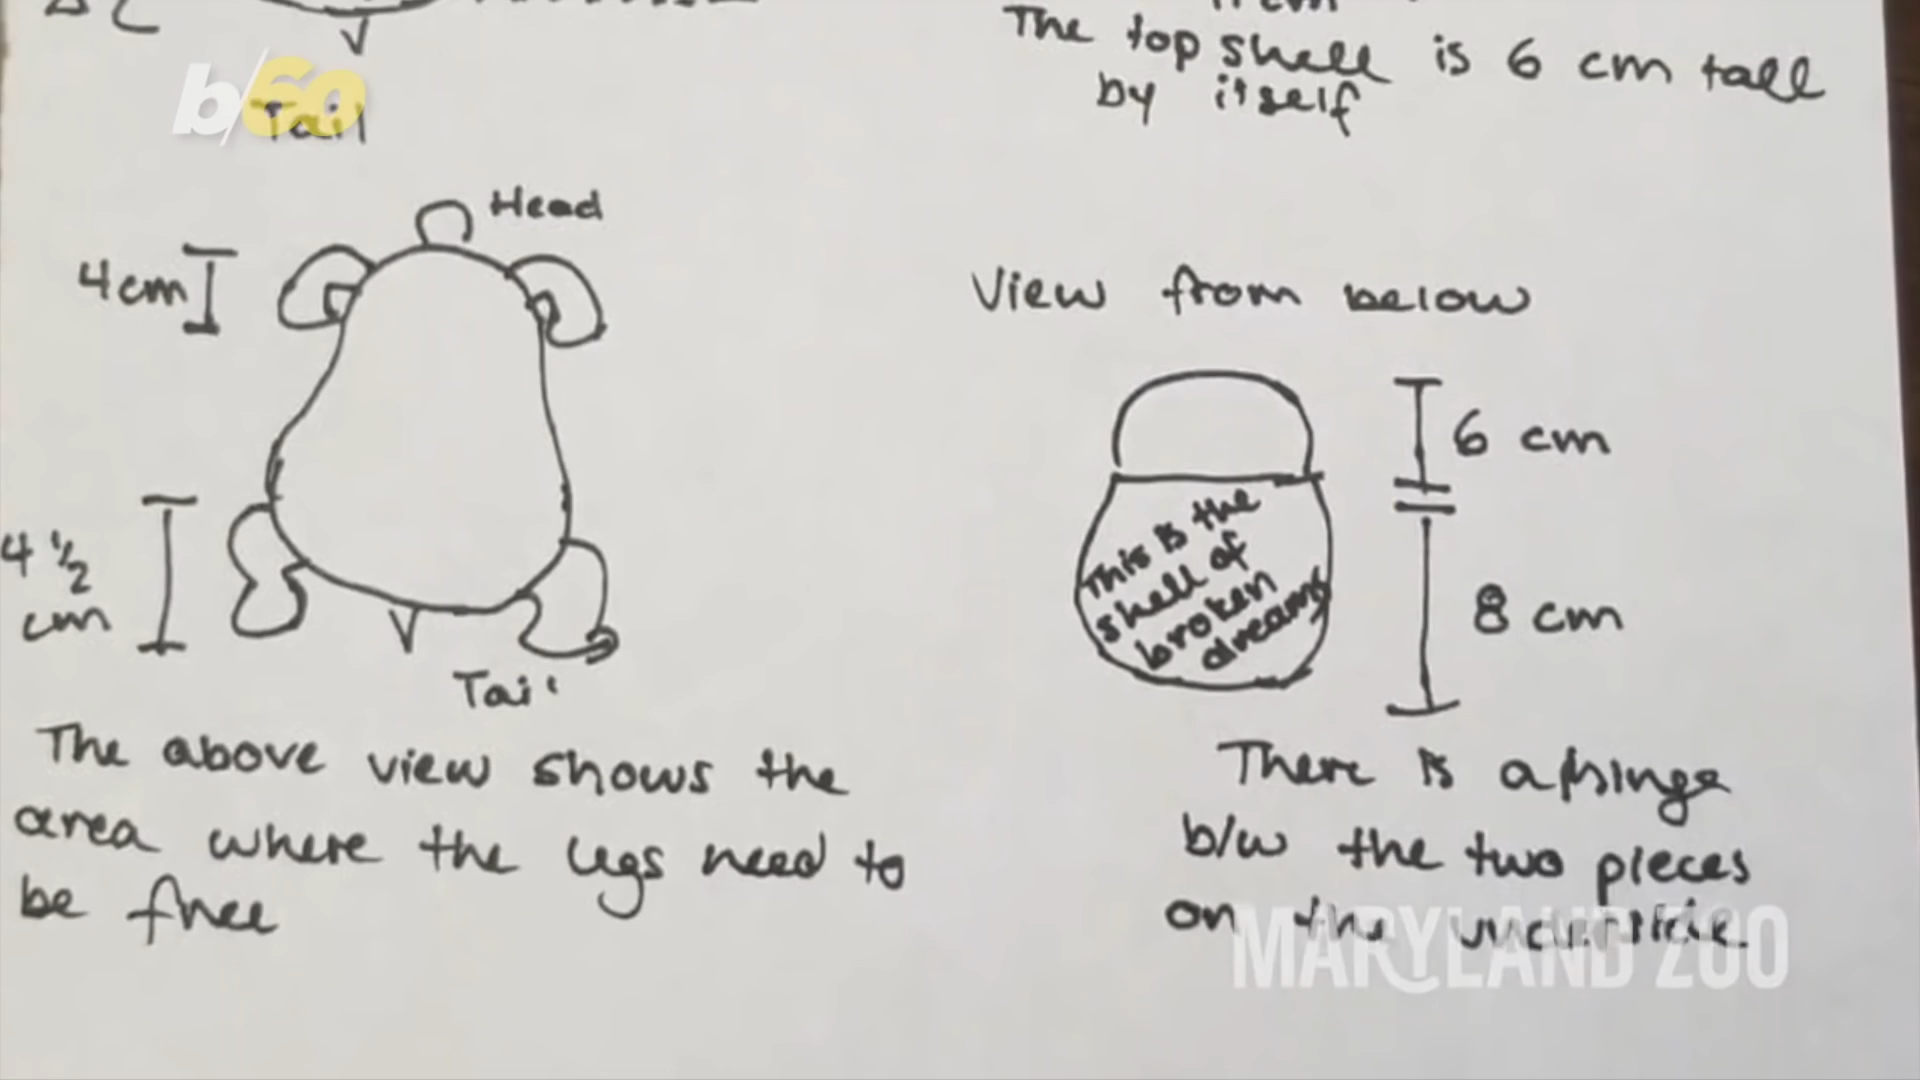 b/60
Tail
The top shell is 6 cm tall
by itself
Head
4cm
4 1/2
cm
Tail
The above view shows the
area where the legs need to
be free
View from below
6 cm
This is the
shell of
broken
dreams
8 cm
There is a hinge
b/w the two pieces
on the underside
MARYLAND ZOO